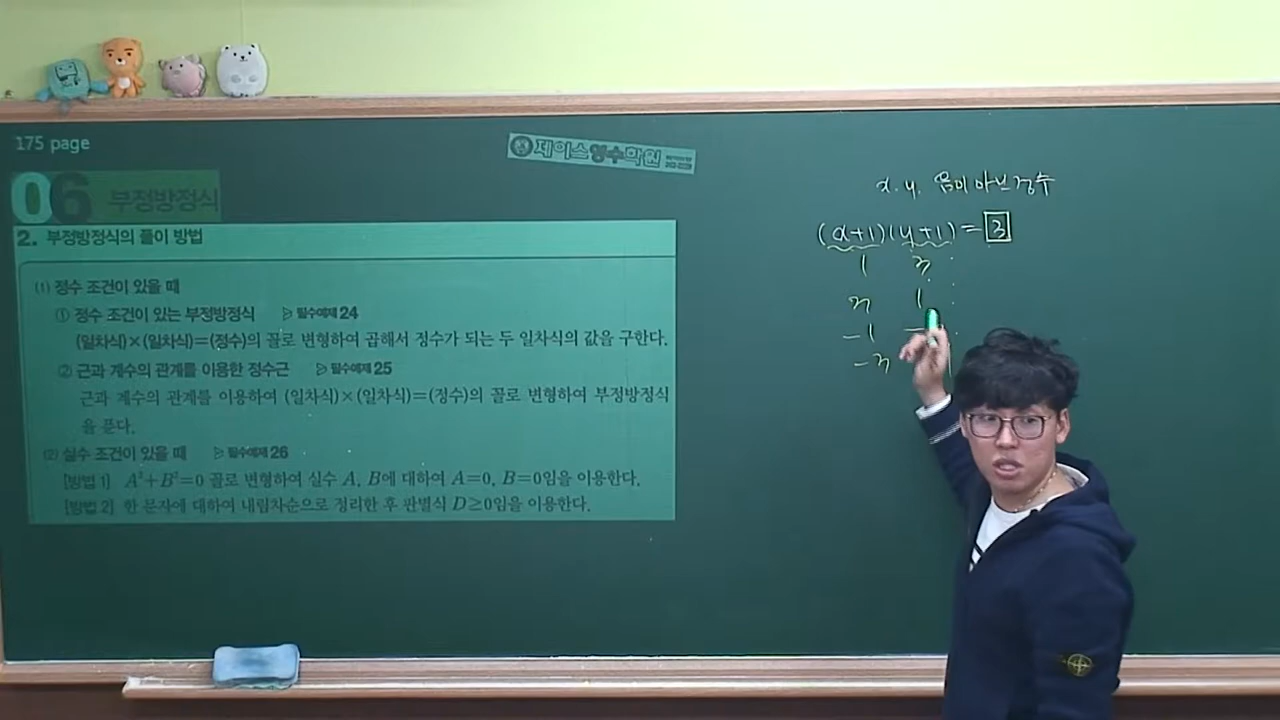 175 page
제이스영수학원
06 부정방정식
2. 부정방정식의 풀이 방법
(1) 정수 조건이 있을 때
① 정수 조건이 있는 부정방정식 ▷ 필수예제 24
(일차식)×(일차식)=(정수)의 꼴로 변형하여 곱해서 정수가 되는 두 일차식의 값을 구한다.
② 근과 계수의 관계를 이용한 정수근 ▷ 필수예제 25
근과 계수의 관계를 이용하여 (일차식)×(일차식)=(정수)의 꼴로 변형하여 부정방정식
을 푼다.
(2) 실수 조건이 있을 때 ▷ 필수예제 26
[방법 1] A²+B²=0 꼴로 변형하여 실수 A, B에 대하여 A=0, B=0임을 이용한다.
[방법 2] 한 문자에 대하여 내림차순으로 정리한 후 판별식 D≥0임을 이용한다.
x, y, 음이 아닌 정수
(x+1)(y+1)=3
1 3
3 1
-1
-3